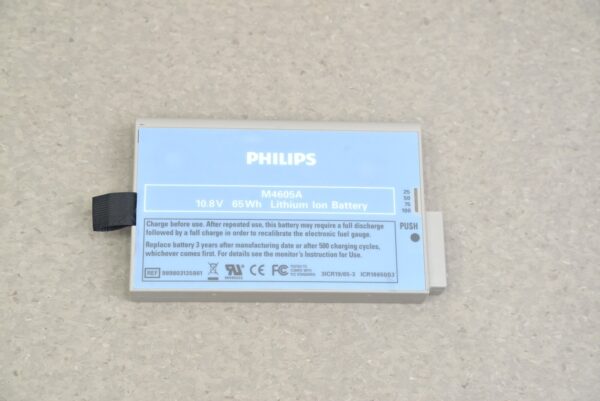 PHILIPS
M4605A
10.8V 65Wh Lithium Ion Battery
25
50
75
100
PUSH
Charge before use. After repeated use, this battery may require a full discharge
followed by a full charge in order to recalibrate the electronic fuel gauge.
Replace battery 3 years after manufacturing date or after 500 charging cycles,
whichever comes first. For details see the monitor's Instruction for Use.
REF 989803135861 CE FC